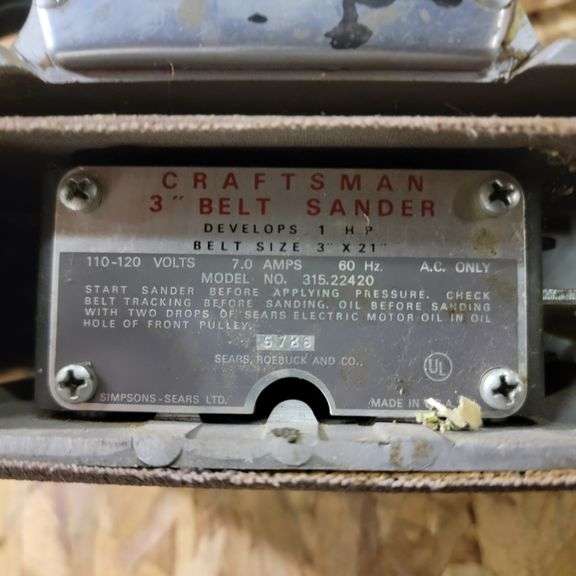 CRAFTSMAN
3" BELT SANDER
DEVELOPS 1 H.P.
BELT SIZE 3" X 21"
110-120 VOLTS 7.0 AMPS 60 Hz. A.C. ONLY
MODEL NO. 315.22420
START SANDER BEFORE APPLYING PRESSURE. CHECK
BELT TRACKING BEFORE SANDING. OIL BEFORE SANDING
WITH TWO DROPS OF SEARS ELECTRIC MOTOR OIL IN OIL
HOLE OF FRONT PULLEY.
SEARS, ROEBUCK AND CO.,
UL
SIMPSONS-SEARS LTD. MADE IN